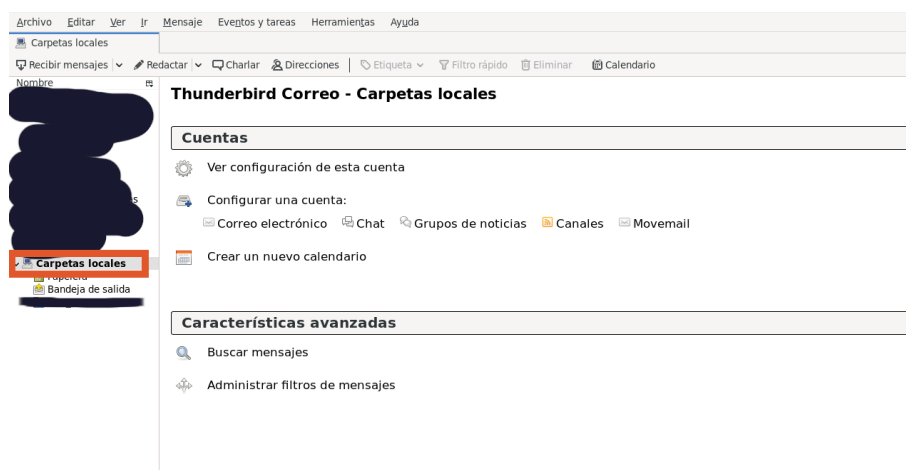 Archivo Editar Ver Ir Mensaje Eventos y tareas Herramientas Ayuda
Carpetas locales
Recibir mensajes Redactar Charlar Direcciones Etiqueta Filtro rápido Eliminar Calendario
Nombre
Thunderbird Correo - Carpetas locales
Cuentas
Ver configuración de esta cuenta
Configurar una cuenta:
Correo electrónico Chat Grupos de noticias Canales Movemail
Crear un nuevo calendario
Carpetas locales
Papelera
Bandeja de salida
Características avanzadas
Buscar mensajes
Administrar filtros de mensajes